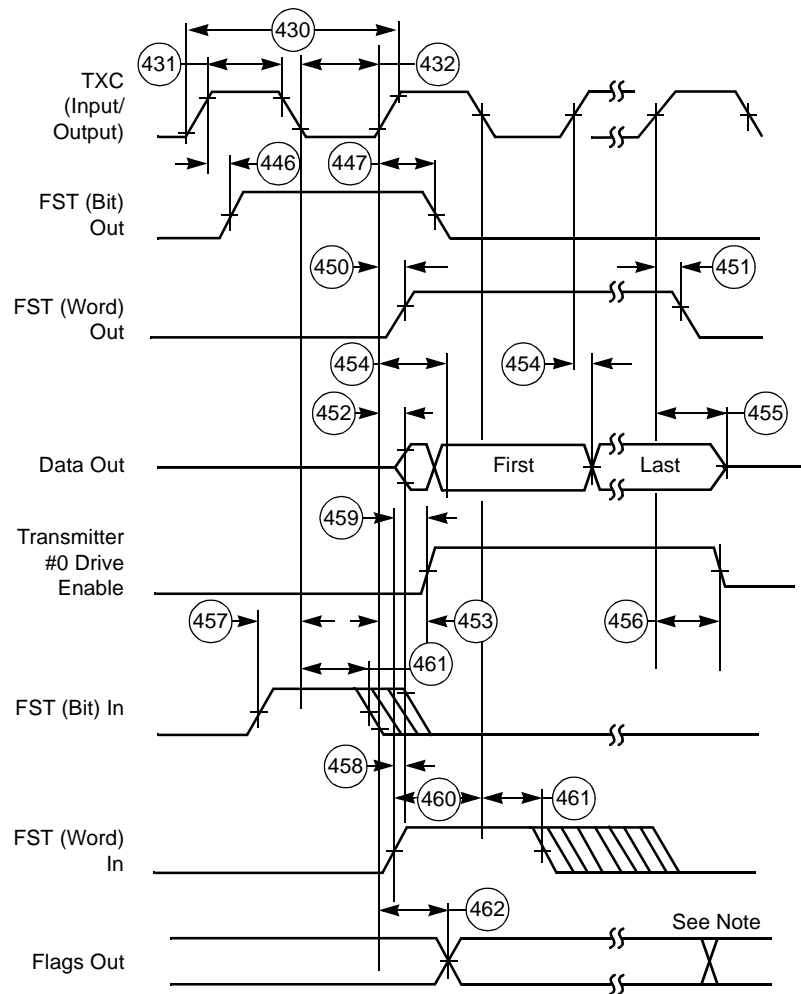 430
431
432
TXC
(Input/
Output)
446
447
FST (Bit)
Out
450
451
FST (Word)
Out
454
454
452
455
Data Out
First
Last
459
Transmitter
#0 Drive
Enable
457
453
456
461
FST (Bit) In
458
460
461
FST (Word)
In
462
See Note
Flags Out